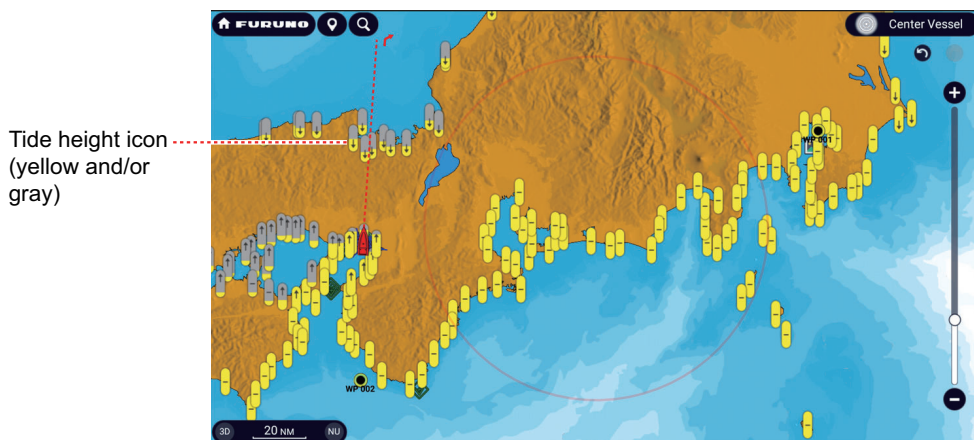 FURUNO
Center Vessel
Tide height icon
(yellow and/or
gray)
WP 001
WP 002
3D
20 NM
NU